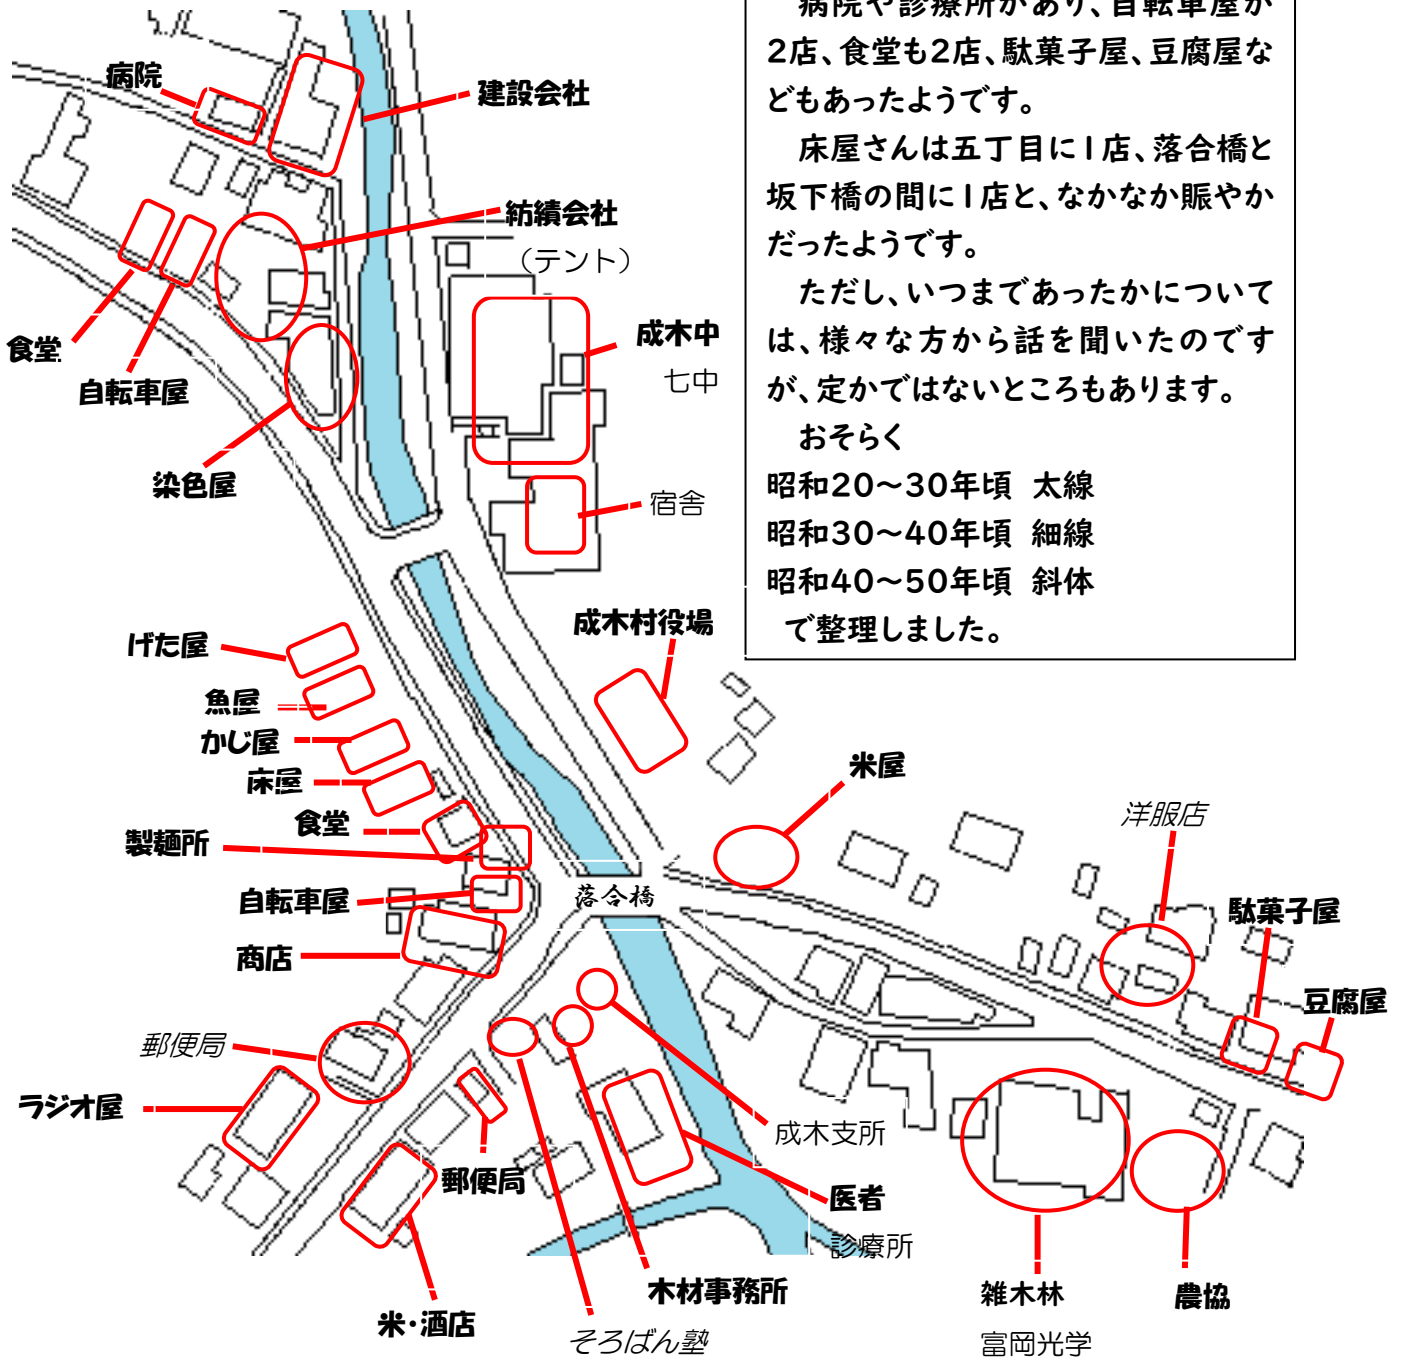 病院や診療所があり、自転車屋が
2店、食堂も2店、駄菓子屋、豆腐屋な
どもあったようです。
床屋さんは五丁目に1店、落合橋と
坂下橋の間に1店と、なかなか賑やか
だったようです。
ただし、いつまであったかについて
は、様々な方から話を聞いたのです
が、定かではないところもあります。
おそらく
昭和20~30年頃 太線
昭和30~40年頃 細線
昭和40~50年頃 斜体
で整理しました。
病院
建設会社
紡績会社
(テント)
食堂
自転車屋
染色屋
成木中
七中
宿舎
成木村役場
げた屋
魚屋
かじ屋
床屋
食堂
製麺所
自転車屋
商店
落合橋
米屋
洋服店
駄菓子屋
豆腐屋
郵便局
ラジオ屋
郵便局
米・酒店
そろばん塾
木材事務所
成木支所
医者
診療所
雑木林
富岡光学
農協